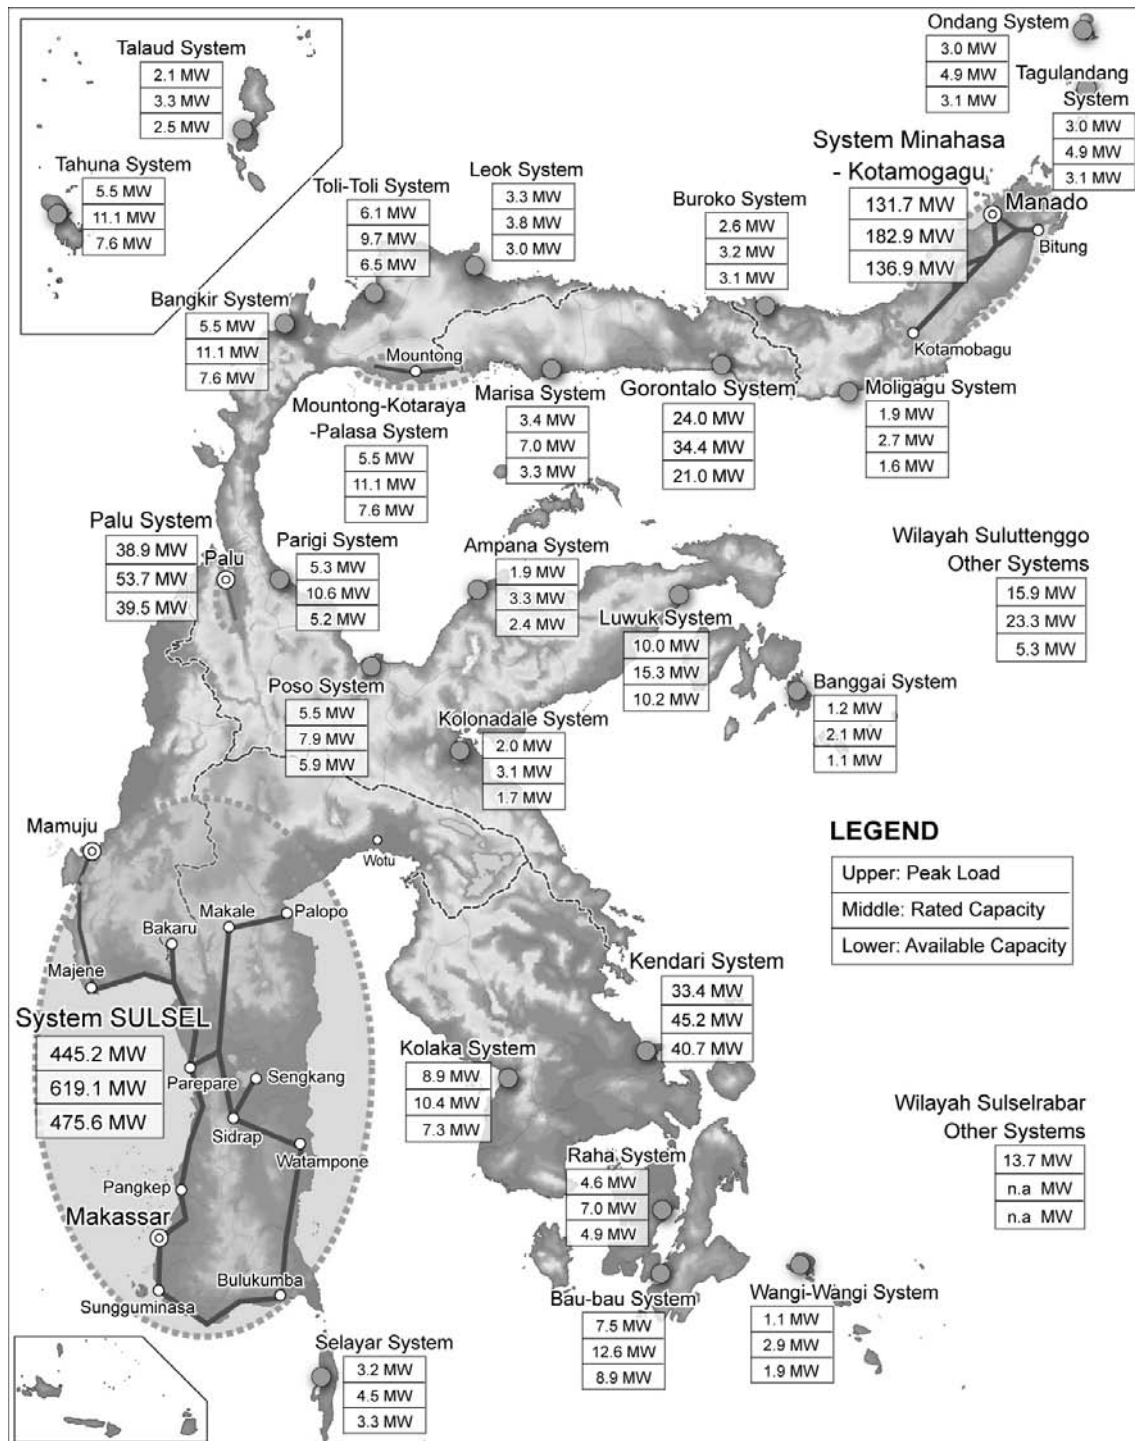 Talaud System
2.1 MW
3.3 MW
2.5 MW
Tahuna System
5.5 MW
11.1 MW
7.6 MW
Ondang System
3.0 MW
4.9 MW
3.1 MW
Tagulandang
System
3.0 MW
4.9 MW
3.1 MW
System Minahasa
- Kotamogagu
131.7 MW
182.9 MW
136.9 MW
Manado
Bitung
Kotamobagu
Leok System
3.3 MW
3.8 MW
3.0 MW
Toli-Toli System
6.1 MW
9.7 MW
6.5 MW
Buroko System
2.6 MW
3.2 MW
3.1 MW
Bangkir System
5.5 MW
11.1 MW
7.6 MW
Mountong
Mountong-Kotaraya
-Palasa System
5.5 MW
11.1 MW
7.6 MW
Marisa System
3.4 MW
7.0 MW
3.3 MW
Gorontalo System
24.0 MW
34.4 MW
21.0 MW
Moligagu System
1.9 MW
2.7 MW
1.6 MW
Palu System
38.9 MW
53.7 MW
39.5 MW
Palu
Parigi System
5.3 MW
10.6 MW
5.2 MW
Ampana System
1.9 MW
3.3 MW
2.4 MW
Luwuk System
10.0 MW
15.3 MW
10.2 MW
Wilayah Suluttenggo
Other Systems
15.9 MW
23.3 MW
5.3 MW
Poso System
5.5 MW
7.9 MW
5.9 MW
Kolonadale System
2.0 MW
3.1 MW
1.7 MW
Banggai System
1.2 MW
2.1 MW
1.1 MW
Mamuju
Wotu
LEGEND
Upper: Peak Load
Middle: Rated Capacity
Lower: Available Capacity
Makale
Palopo
Bakaru
Majene
System SULSEL
445.2 MW
619.1 MW
475.6 MW
Parepare
Sengkang
Sidrap
Watampone
Pangkep
Makassar
Sungguminasa
Bulukumba
Kendari System
33.4 MW
45.2 MW
40.7 MW
Kolaka System
8.9 MW
10.4 MW
7.3 MW
Raha System
4.6 MW
7.0 MW
4.9 MW
Wilayah Sulselrabar
Other Systems
13.7 MW
n.a MW
n.a MW
Bau-bau System
7.5 MW
12.6 MW
8.9 MW
Wangi-Wangi System
1.1 MW
2.9 MW
1.9 MW
Selayar System
3.2 MW
4.5 MW
3.3 MW